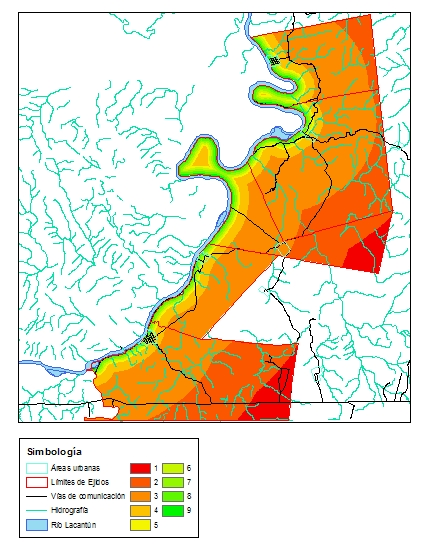 Simbología
Áreas urbanas
Límites de Ejidos
Vías de comunicación
Hidrografía
Río Lacantún
1
2
3
4
5
6
7
8
9